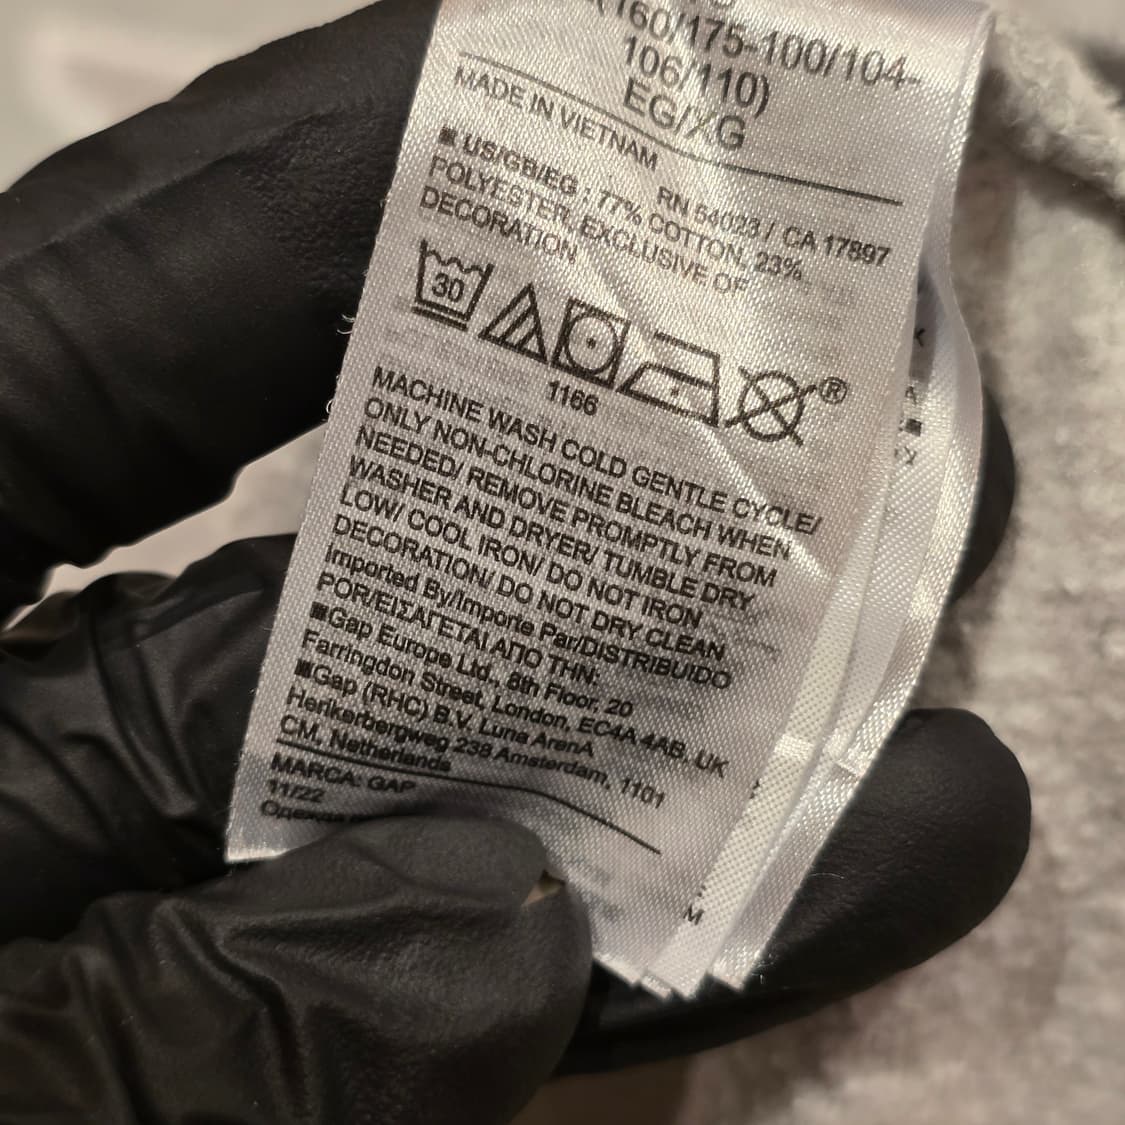 (160/175-100/104-
106/110)
EG/XG
MADE IN VIETNAM
RN 54023 / CA 17897
■ US/GB/EG : 77% COTTON, 23%
POLYESTER, EXCLUSIVE OF
DECORATION
30
®
1166
MACHINE WASH COLD GENTLE CYCLE/
ONLY NON-CHLORINE BLEACH WHEN
NEEDED/ REMOVE PROMPTLY FROM
WASHER AND DRYER/ TUMBLE DRY
LOW/ COOL IRON/ DO NOT IRON
DECORATION/ DO NOT DRY CLEAN
Imported By/Importe Par/DISTRIBUIDO
POR/ΕΙΣΑΓΕΤΑΙ ΑΠΟ ΤΗΝ:
■Gap Europe Ltd., 8th Floor, 20
Farringdon Street, London, EC4A 4AB, UK
■Gap (RHC) B.V. Luna ArenA
Herikerbergweg 238 Amsterdam, 1101
CM. Netherlands
MARCA: GAP
11/22
Одежда
M